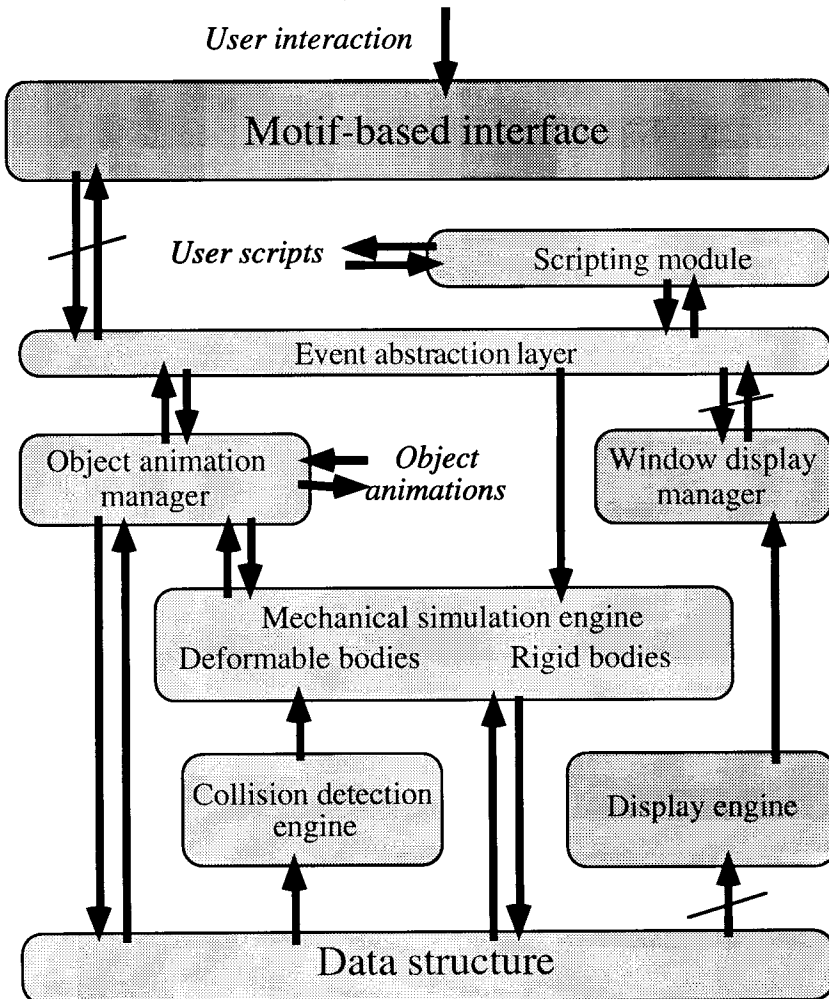 User interaction
Motif-based interface
User scripts
Scripting module
Event abstraction layer
Object animation
manager
Object
animations
Window display
manager
Mechanical simulation engine
Deformable bodies
Rigid bodies
Collision detection
engine
Display engine
Data structure